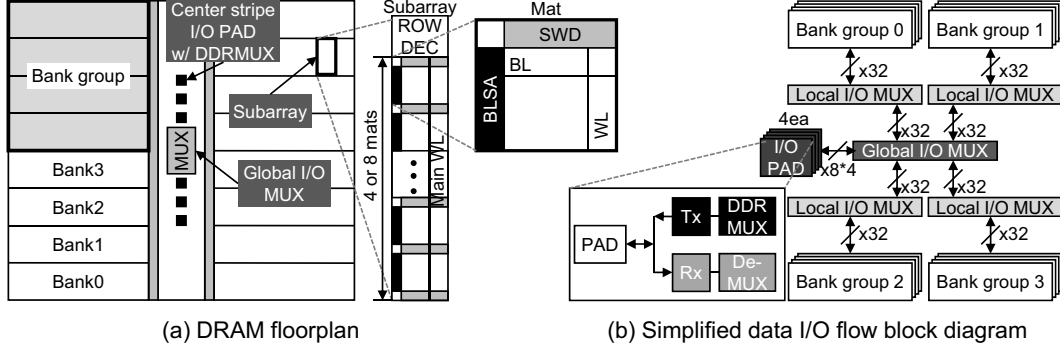 Center stripe
I/O PAD
w/ DDRMUX
Bank group
Subarray
MUX
Global I/O
MUX
Bank3
Bank2
Bank1
Bank0
Subarray
ROW
DEC
4 or 8 mats
Main WL
Mat
SWD
BL
BLSA
WL
(a) DRAM floorplan
Bank group 0
Bank group 1
x32
x32
Local I/O MUX
Local I/O MUX
x32
x32
4ea
I/O
PAD
x8*4
Global I/O MUX
x32
x32
Local I/O MUX
Local I/O MUX
x32
x32
Bank group 2
Bank group 3
PAD
Tx
DDR
MUX
Rx
De-
MUX
(b) Simplified data I/O flow block diagram